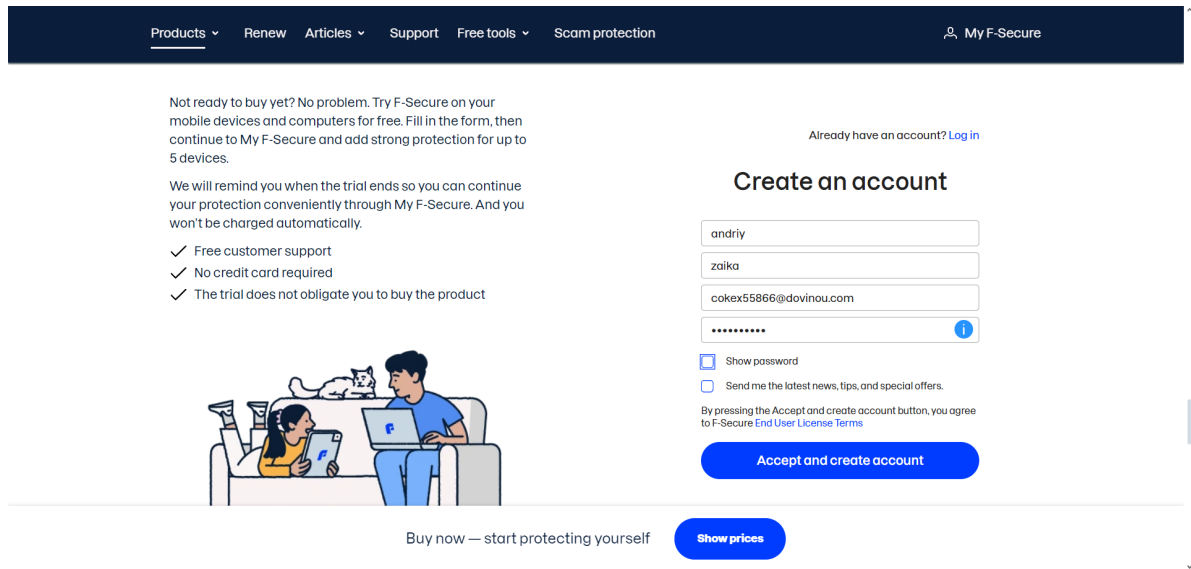 Products Renew Articles Support Free tools Scam protection My F-Secure
Not ready to buy yet? No problem. Try F-Secure on your
mobile devices and computers for free. Fill in the form, then
continue to My F-Secure and add strong protection for up to
5 devices.
We will remind you when the trial ends so you can continue
your protection conveniently through My F-Secure. And you
won't be charged automatically.
Free customer support
No credit card required
The trial does not obligate you to buy the product
Already have an account? Log in
Create an account
andriy
zaika
cokex55866@dovinou.com
••••••••••
Show password
Send me the latest news, tips, and special offers.
By pressing the Accept and create account button, you agree
to F-Secure End User License Terms
Accept and create account
Buy now — start protecting yourself Show prices